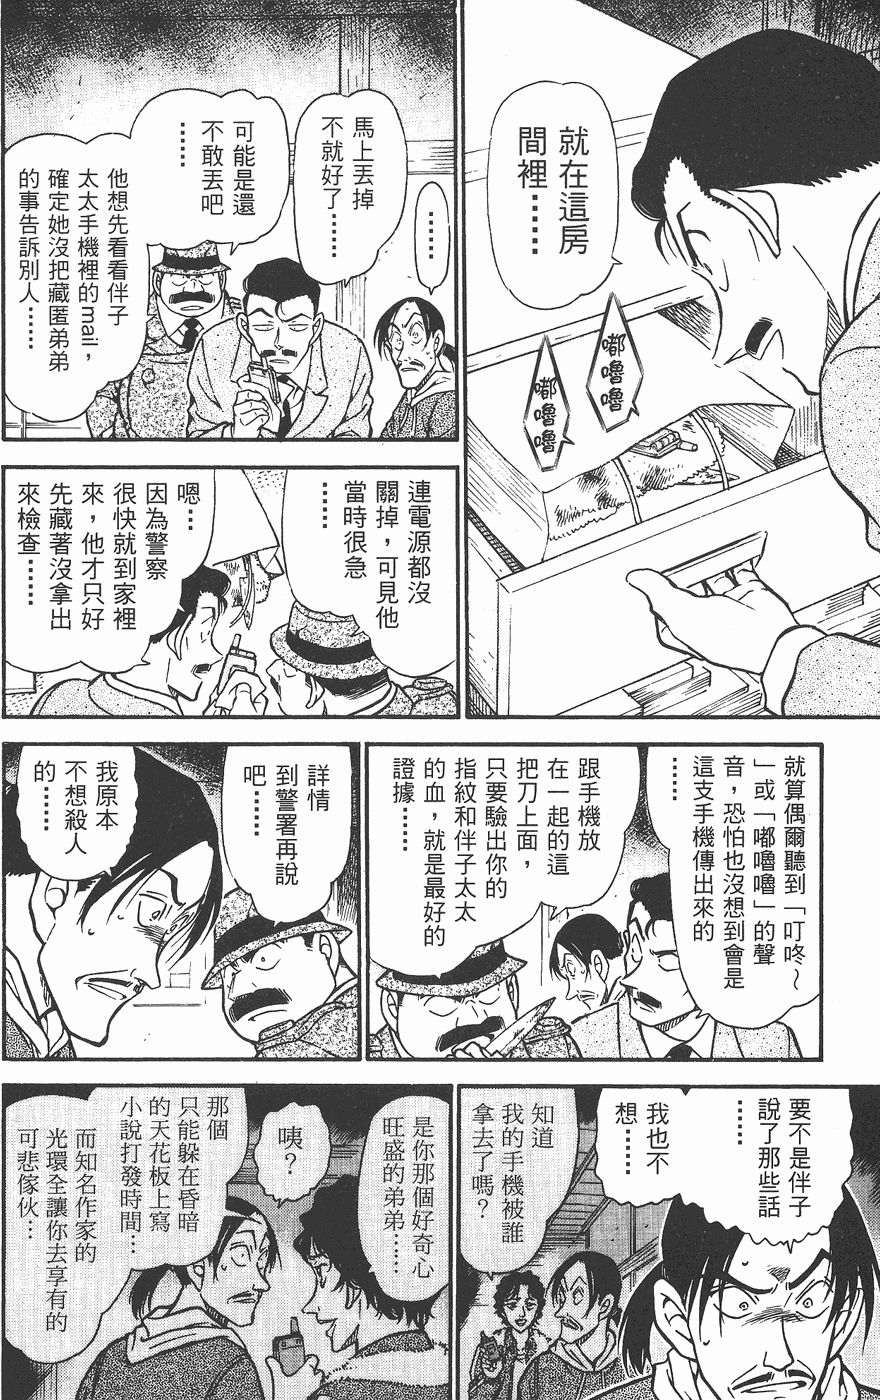 就在這房
間裡……
嘟嚕嚕
嘟嚕嚕
……
馬上丟掉
不就好了……
可能是還
不敢丟吧
……
他想先看看伴子
太太手機裡的mail，
確定她沒把藏匿弟弟
的事告訴別人……
連電源都沒
關掉，可見他
當時很急
……
嗯…
因為警察
很快就到家裡
來，他才只好
先藏著沒拿出
來檢查……
就算偶爾聽到「叮咚～
」或「嘟嚕嚕」的聲
音，恐怕也沒想到會是
這支手機傳出來的
……
跟手機放
在一起的這
把刀上面，
只要驗出你的
指紋和伴子太太
的血，就是最好的
證據……
詳情
到警署再說
吧……
我原本
不想殺人
的……
要不是伴子
說了那些話
……
我也不
想……
知道
我的手機被誰
拿去了嗎？
是你那個好奇心
旺盛的弟弟……
咦？
那個
只能躲在昏暗
的天花板上寫
小說打發時間…
而知名作家的
光環全讓你去享有的
可悲傢伙…